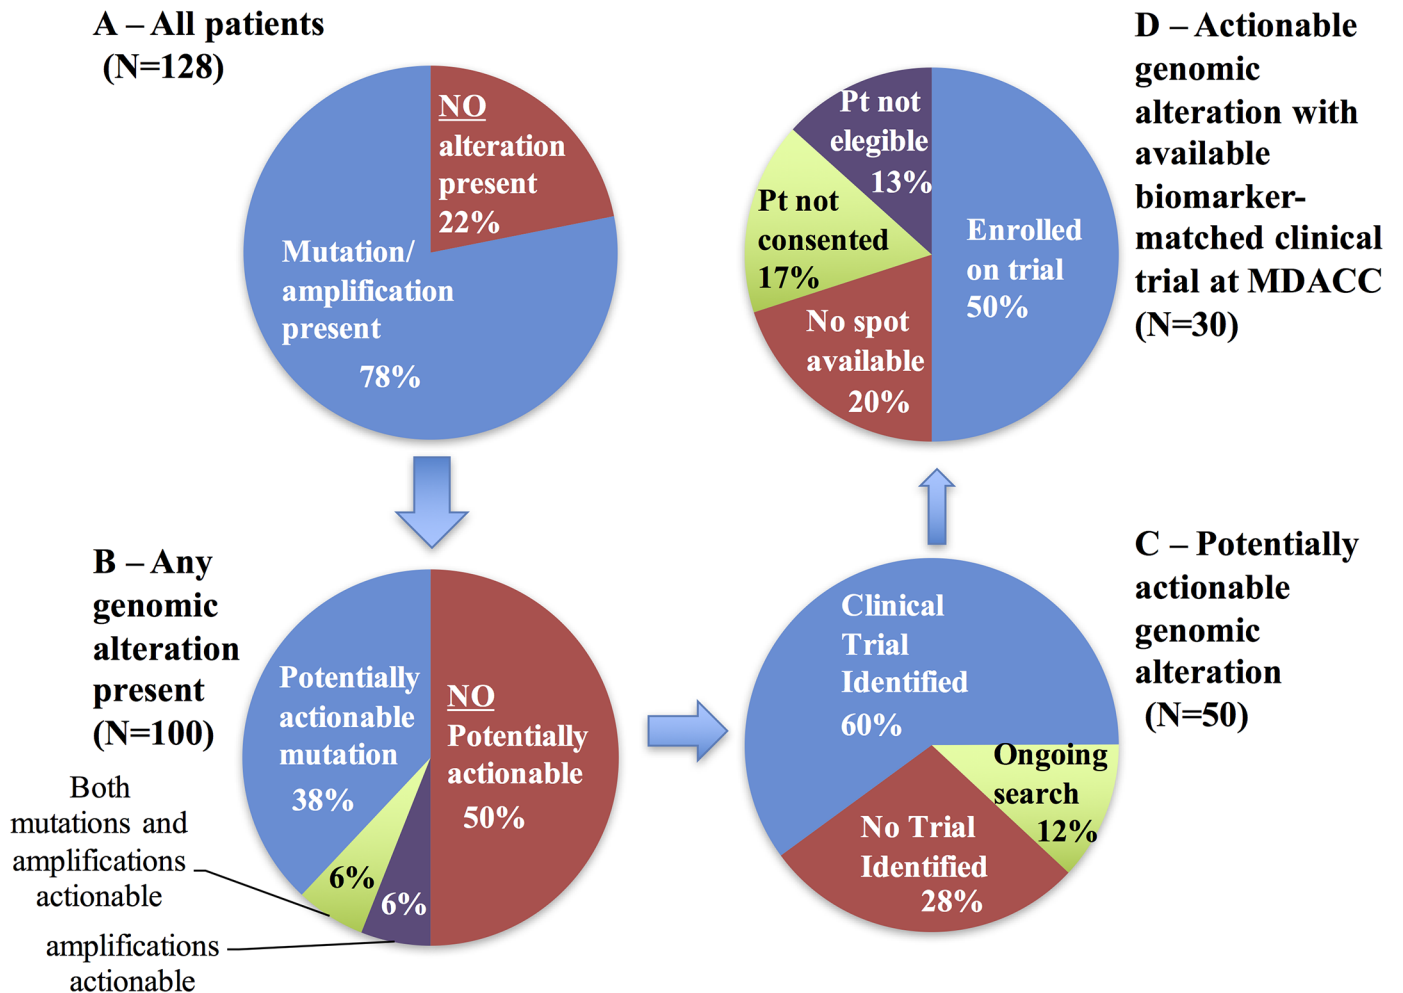 A – All patients
(N=128)
NO
alteration
present
22%
Mutation/
amplification
present
78%
B – Any
genomic
alteration
present
(N=100)
Potentially
actionable
mutation
38%
NO
Potentially
actionable
50%
6%
6%
Both
mutations and
amplifications
actionable
amplifications
actionable
C – Potentially
actionable
genomic
alteration
(N=50)
Clinical
Trial
Identified
60%
Ongoing
search
12%
No Trial
Identified
28%
D – Actionable
genomic
alteration with
available
biomarker-
matched clinical
trial at MDACC
(N=30)
Pt not
elegible
13%
Pt not
consented
17%
No spot
available
20%
Enrolled
on trial
50%